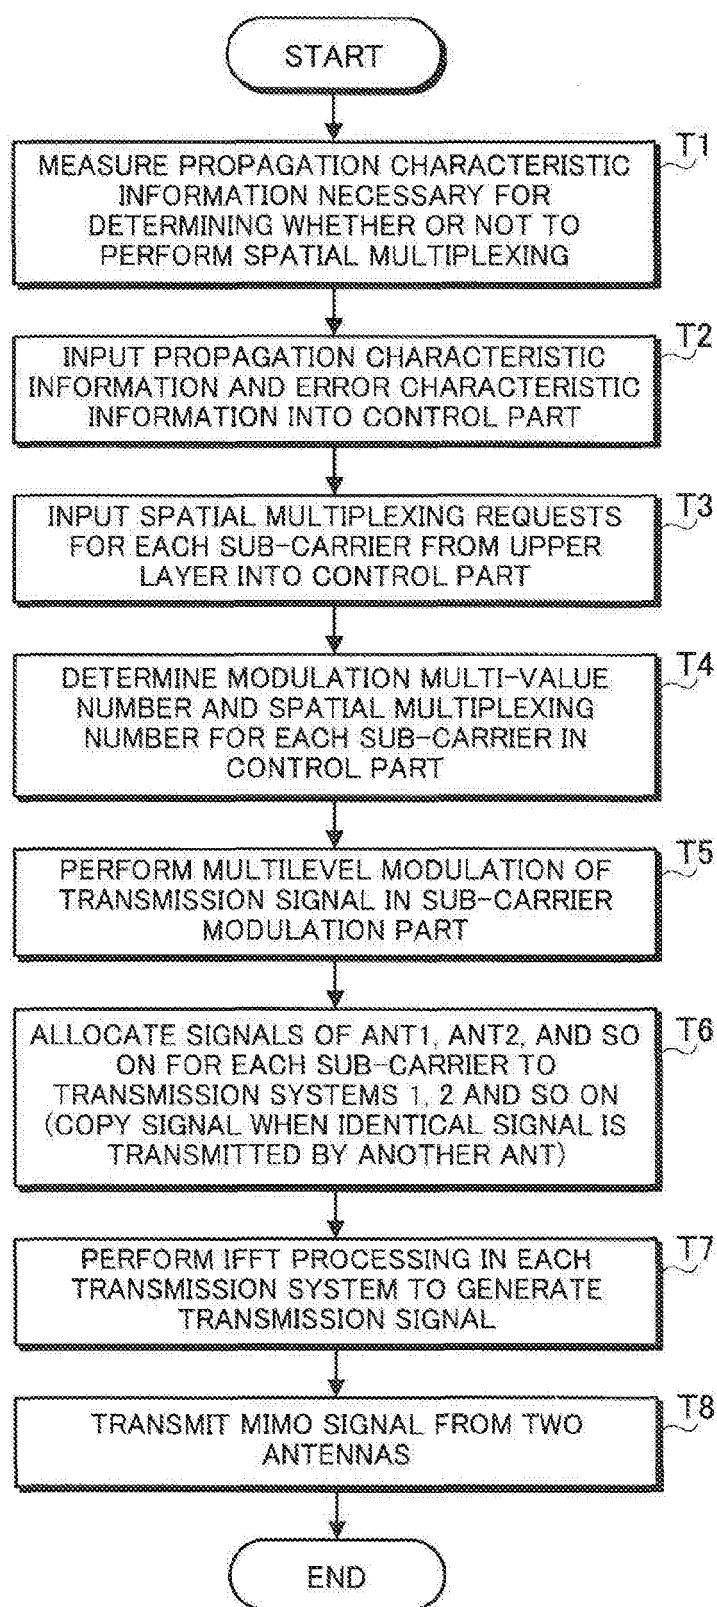 START
T1
MEASURE PROPAGATION CHARACTERISTIC
INFORMATION NECESSARY FOR
DETERMINING WHETHER OR NOT TO
PERFORM SPATIAL MULTIPLEXING
T2
INPUT PROPAGATION CHARACTERISTIC
INFORMATION AND ERROR CHARACTERISTIC
INFORMATION INTO CONTROL PART
T3
INPUT SPATIAL MULTIPLEXING REQUESTS
FOR EACH SUB-CARRIER FROM UPPER
LAYER INTO CONTROL PART
T4
DETERMINE MODULATION MULTI-VALUE
NUMBER AND SPATIAL MULTIPLEXING
NUMBER FOR EACH SUB-CARRIER IN
CONTROL PART
T5
PERFORM MULTILEVEL MODULATION OF
TRANSMISSION SIGNAL IN SUB-CARRIER
MODULATION PART
T6
ALLOCATE SIGNALS OF ANT1, ANT2, AND SO
ON FOR EACH SUB-CARRIER TO
TRANSMISSION SYSTEMS 1, 2 AND SO ON
(COPY SIGNAL WHEN IDENTICAL SIGNAL IS
TRANSMITTED BY ANOTHER ANT)
T7
PERFORM IFFT PROCESSING IN EACH
TRANSMISSION SYSTEM TO GENERATE
TRANSMISSION SIGNAL
T8
TRANSMIT MIMO SIGNAL FROM TWO
ANTENNAS
END